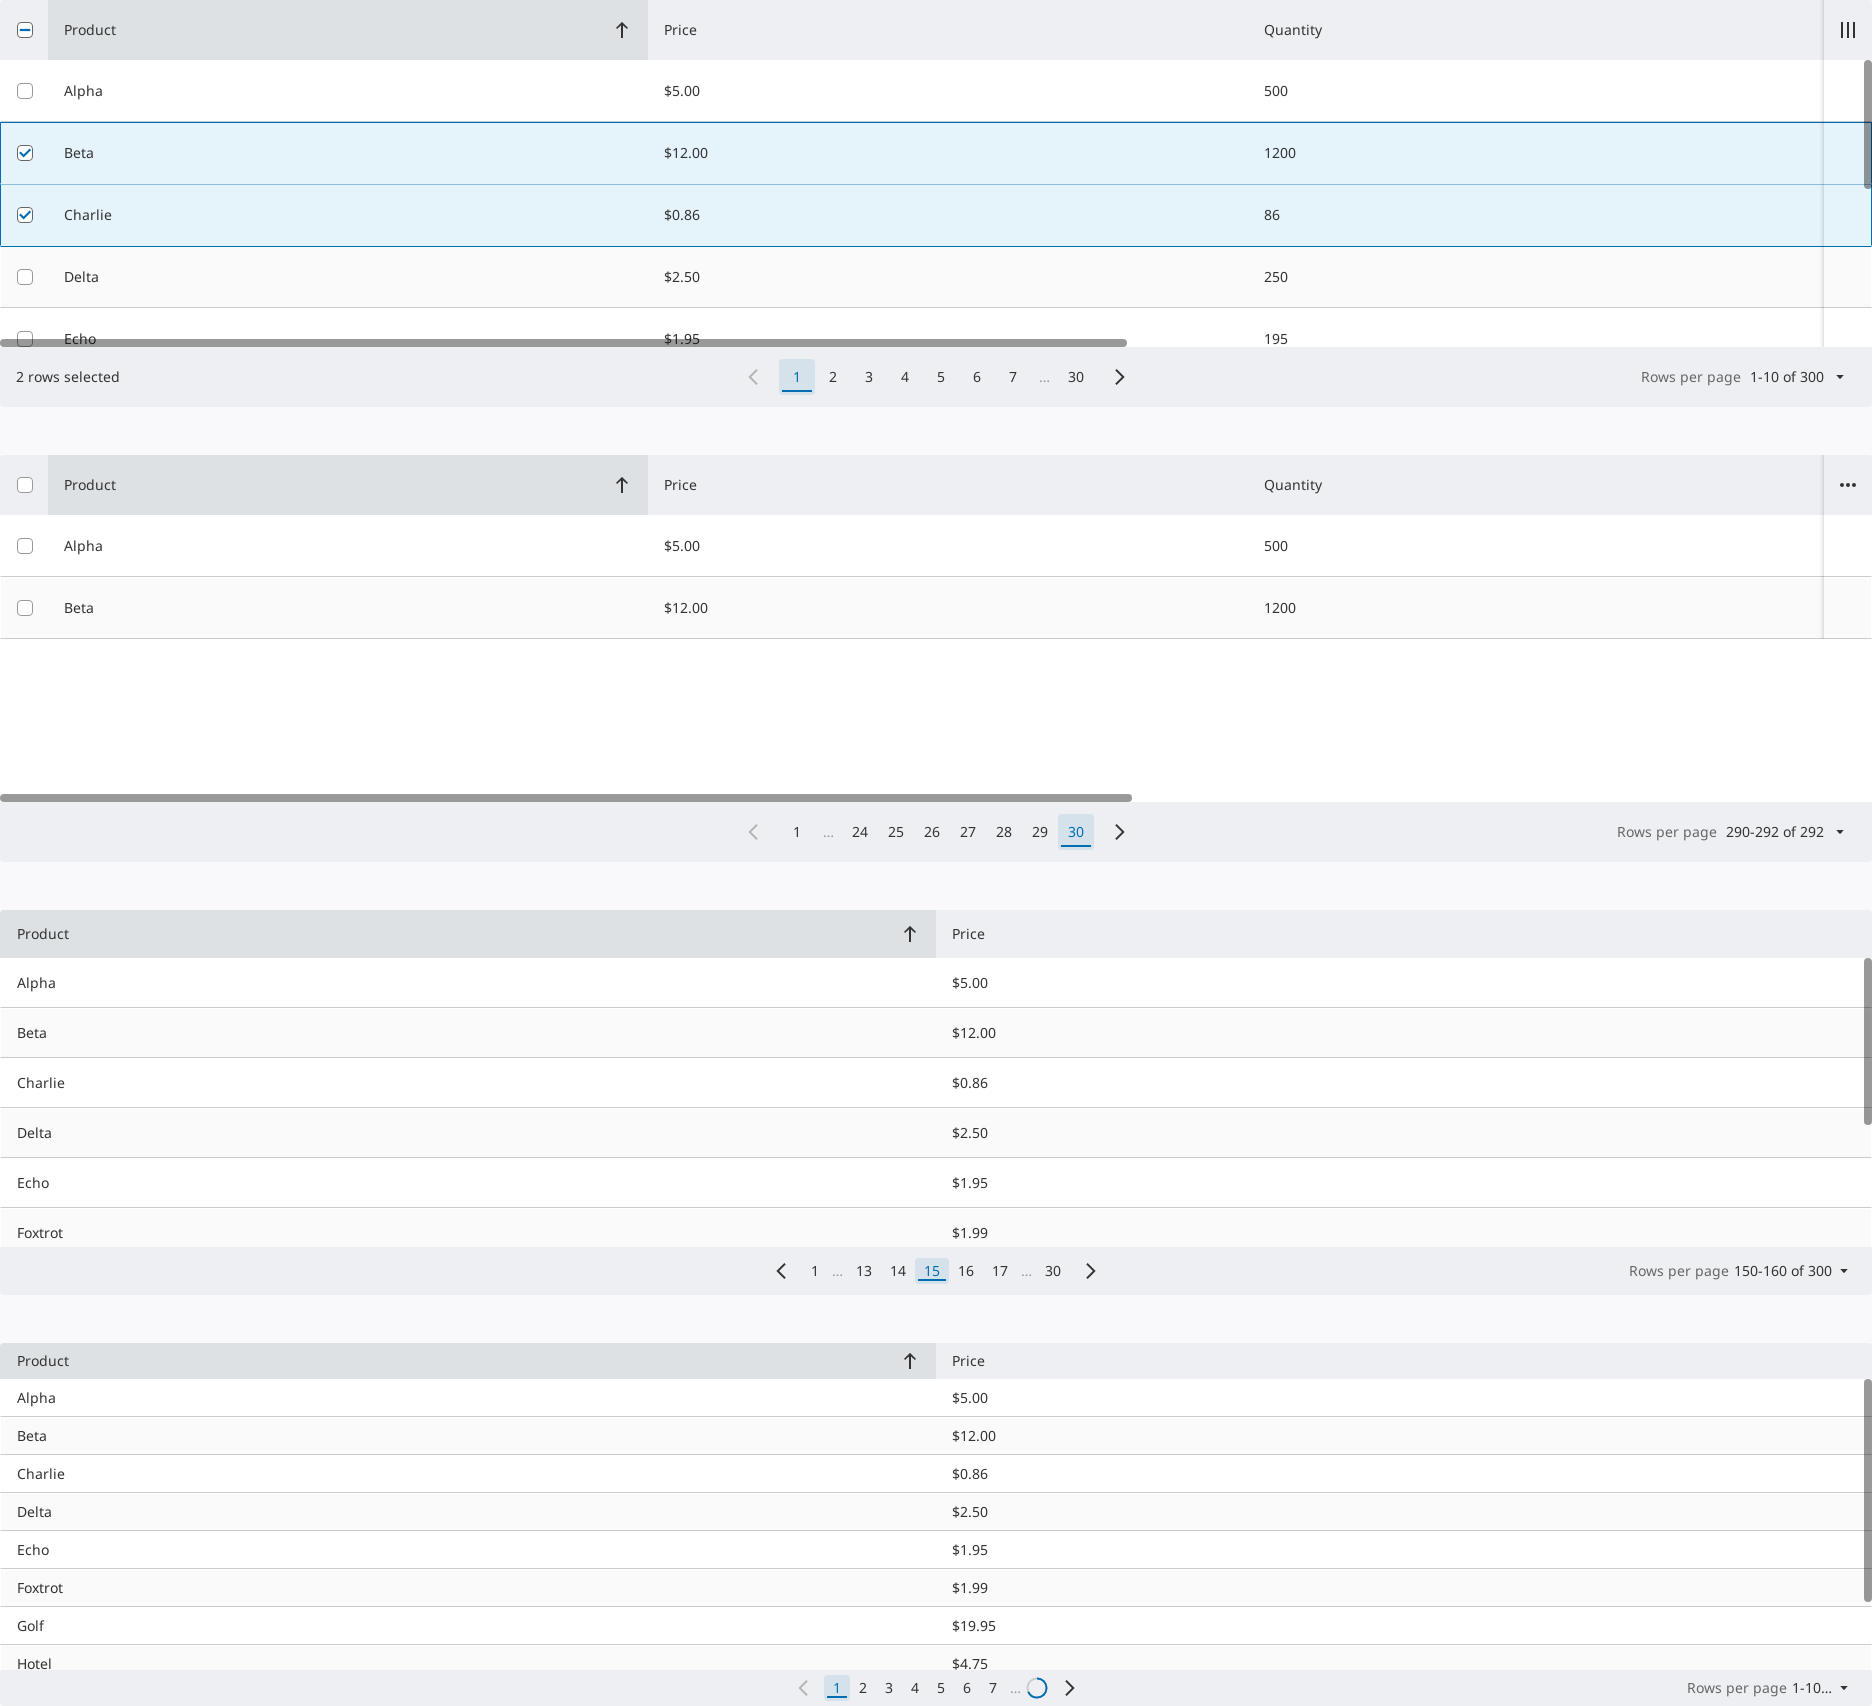 Product Price Quantity
Alpha $5.00 500
Beta $12.00 1200
Charlie $0.86 86
Delta $2.50 250
Echo $1.95 195
2 rows selected 1 2 3 4 5 6 7 ... 30 Rows per page 1-10 of 300
Product Price Quantity
Alpha $5.00 500
Beta $12.00 1200
1 ... 24 25 26 27 28 29 30 Rows per page 290-292 of 292
Product Price
Alpha $5.00
Beta $12.00
Charlie $0.86
Delta $2.50
Echo $1.95
Foxtrot $1.99
1 ... 13 14 15 16 17 ... 30 Rows per page 150-160 of 300
Product Price
Alpha $5.00
Beta $12.00
Charlie $0.86
Delta $2.50
Echo $1.95
Foxtrot $1.99
Golf $19.95
Hotel $4.75
1 2 3 4 5 6 7 ... Rows per page 1-10...